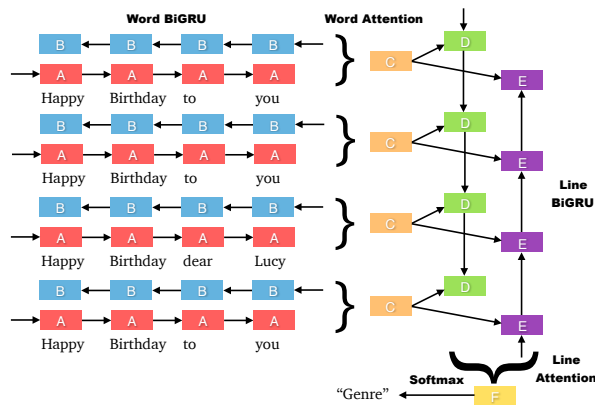 Word BiGRU Word Attention
B B B B
D
C
A A A A
E
Happy Birthday to you
B B B B
D
C
A A A A
E
Happy Birthday to you
Line
BiGRU
B B B B
D
C
A A A A
E
Happy Birthday dear Lucy
B B B B
D
C
A A A A
E
Happy Birthday to you
Line
Attention
Softmax
"Genre" F